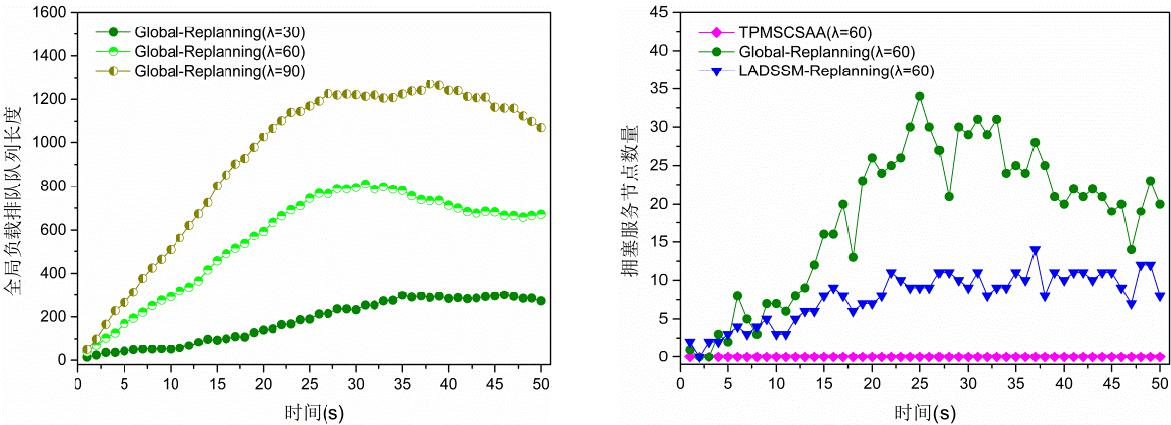 全局负载排队队列长度
1600
1400
1200
1000
800
600
400
200
0
Global-Replanning(λ=30)
Global-Replanning(λ=60)
Global-Replanning(λ=90)
0 5 10 15 20 25 30 35 40 45 50
时间(s)
拥塞服务节点数量
45
40
35
30
25
20
15
10
5
0
TPMSCSAA(λ=60)
Global-Replanning(λ=60)
LADSSM-Replanning(λ=60)
0 5 10 15 20 25 30 35 40 45 50
时间(s)